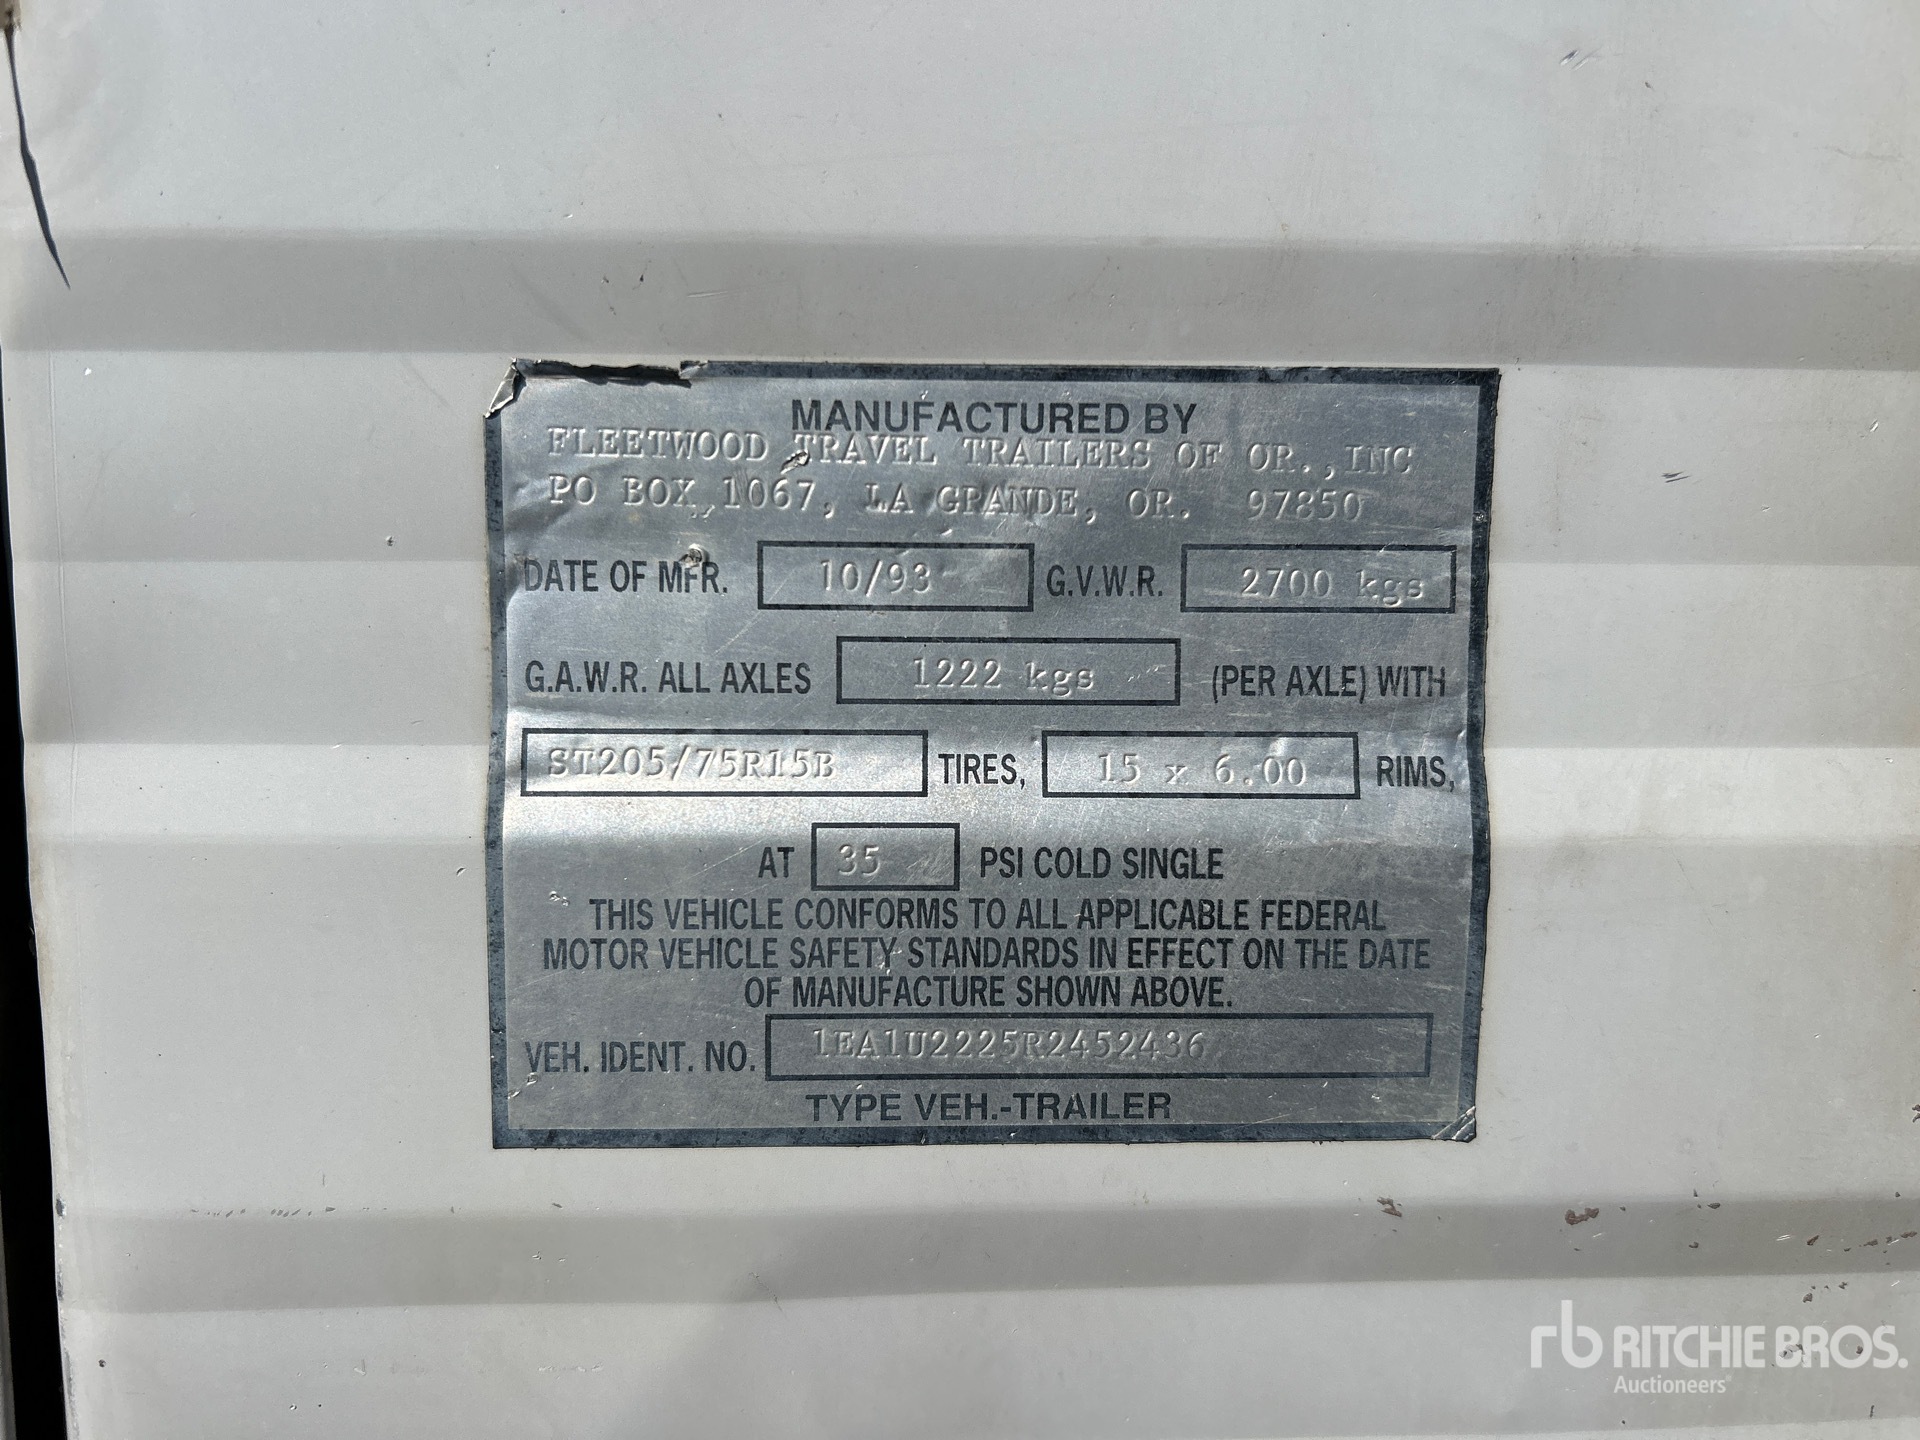 MANUFACTURED BY
FLEETWOOD TRAVEL TRAILERS OF OR., INC
PO BOX 1067, LA GRANDE, OR. 97850
DATE OF MFR. 10/93 G.V.W.R. 2700 kgs
G.A.W.R. ALL AXLES 1222 kgs (PER AXLE) WITH
ST205/75R15B TIRES, 15 x 6.00 RIMS,
AT 35 PSI COLD SINGLE
THIS VEHICLE CONFORMS TO ALL APPLICABLE FEDERAL
MOTOR VEHICLE SAFETY STANDARDS IN EFFECT ON THE DATE
OF MANUFACTURE SHOWN ABOVE.
VEH. IDENT. NO. 1EA1U2225R2452436
TYPE VEH.-TRAILER
rb RITCHIE BROS.
Auctioneers